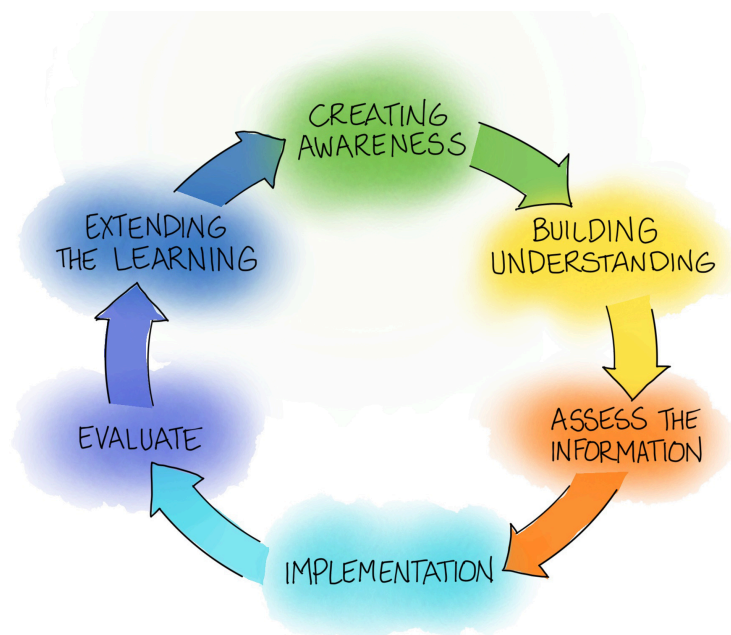 CREATING
AWARENESS
BUILDING
UNDERSTANDING
ASSESS THE
INFORMATION
IMPLEMENTATION
EVALUATE
EXTENDING
THE LEARNING